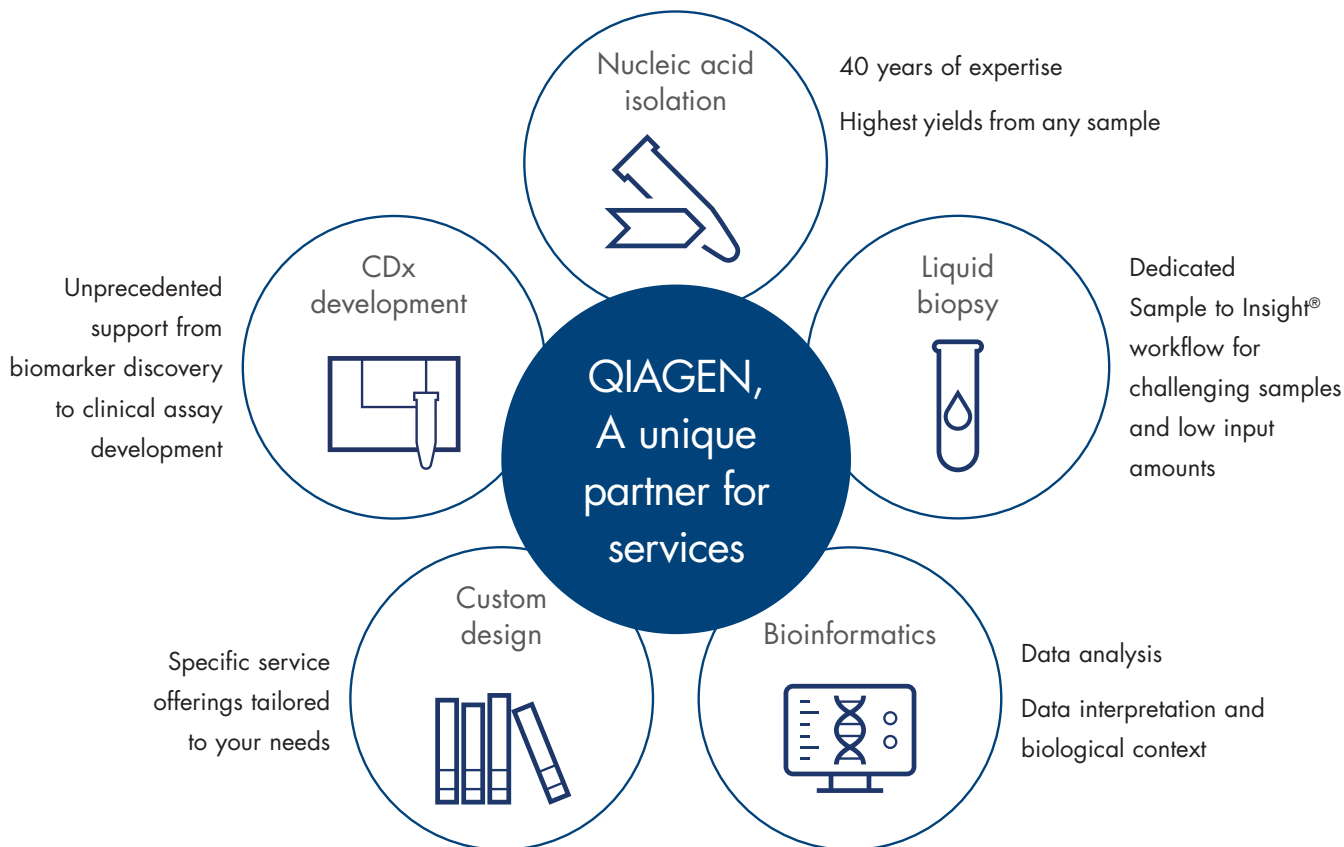 Nucleic acid
isolation
40 years of expertise
Highest yields from any sample
CDx
development
Unprecedented
support from
biomarker discovery
to clinical assay
development
Liquid
biopsy
Dedicated
Sample to Insight®
workflow for
challenging samples
and low input
amounts
QIAGEN,
A unique
partner for
services
Custom
design
Specific service
offerings tailored
to your needs
Bioinformatics
Data analysis
Data interpretation and
biological context